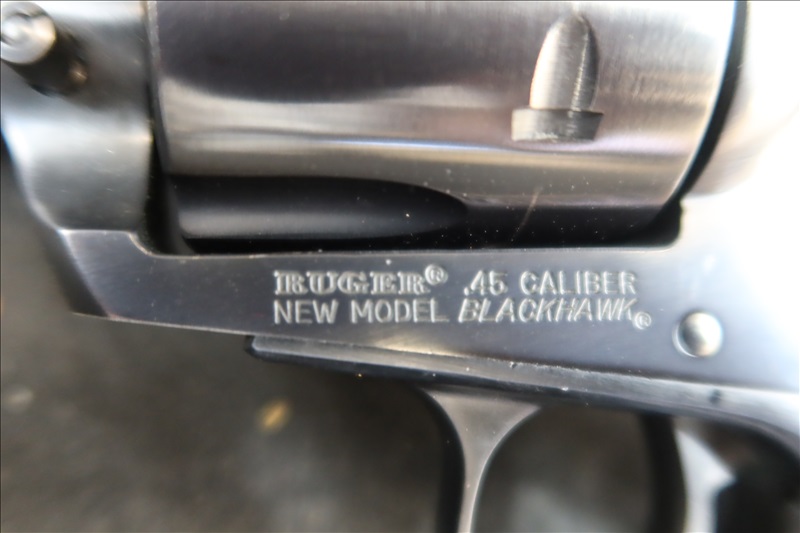 RUGER® .45 CALIBER
NEW MODEL BLACKHAWK®